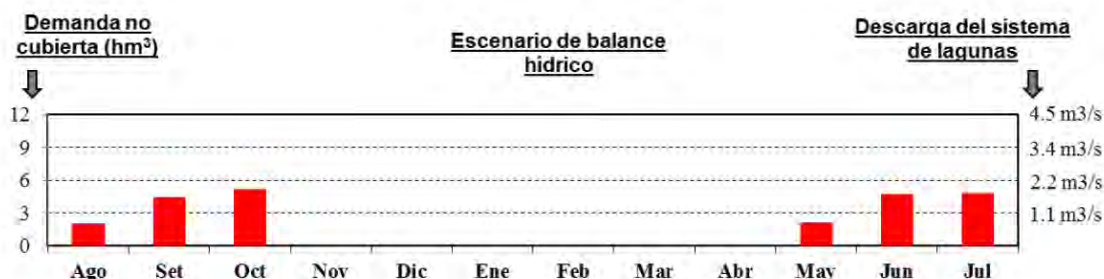 Demanda no
cubierta (hm³)
Escenario de balance
hidrico
Descarga del sistema
de lagunas
12
9
6
3
0
4.5 m3/s
3.4 m3/s
2.2 m3/s
1.1 m3/s
Ago Set Oct Nov Dic Ene Feb Mar Abr May Jun Jul